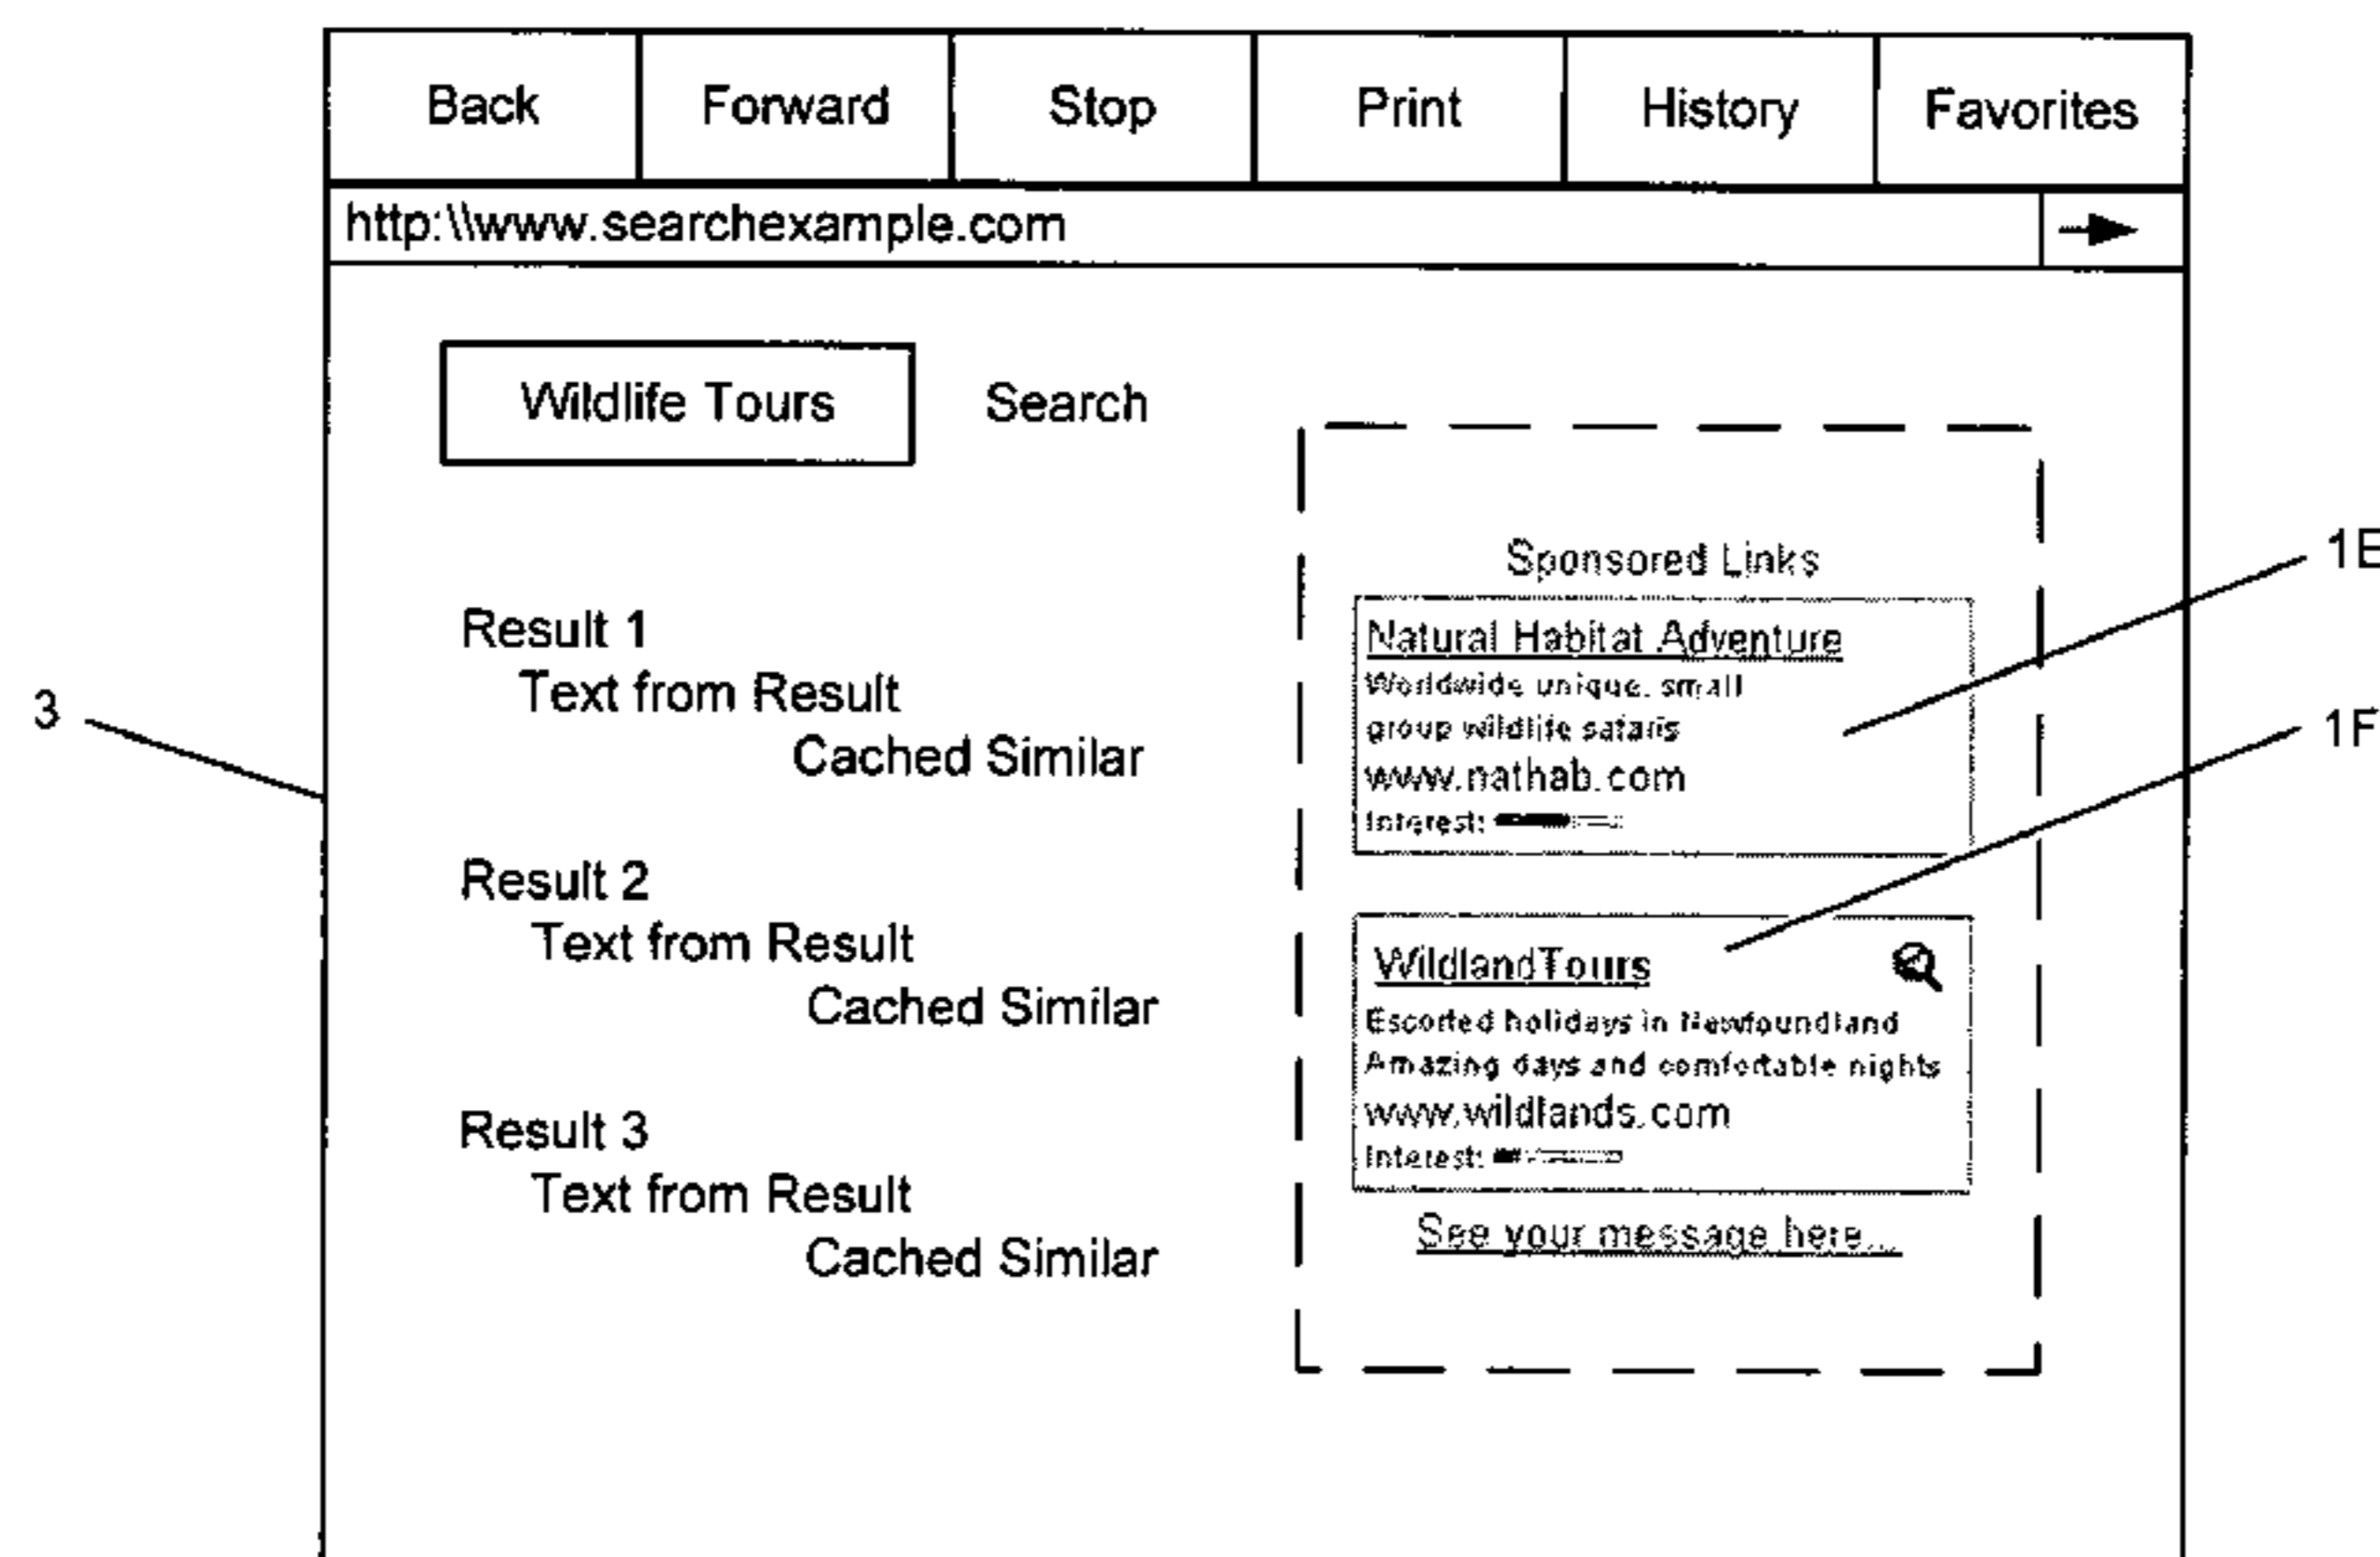 Back Forward Stop Print History Favorites
http:\\www.searchexample.com
Wildlife Tours Search
Sponsored Links
1E
Result 1
Text from Result
Cached Similar
Natural Habitat Adventure
Worldwide unique, small
group wildlife safaris
www.nathab.com
Interest:
3
1F
Result 2
Text from Result
Cached Similar
WildlandTours
Escorted holidays in Newfoundland
Amazing days and comfortable nights
www.wildlands.com
Interest:
Result 3
Text from Result
Cached Similar
See your message here...